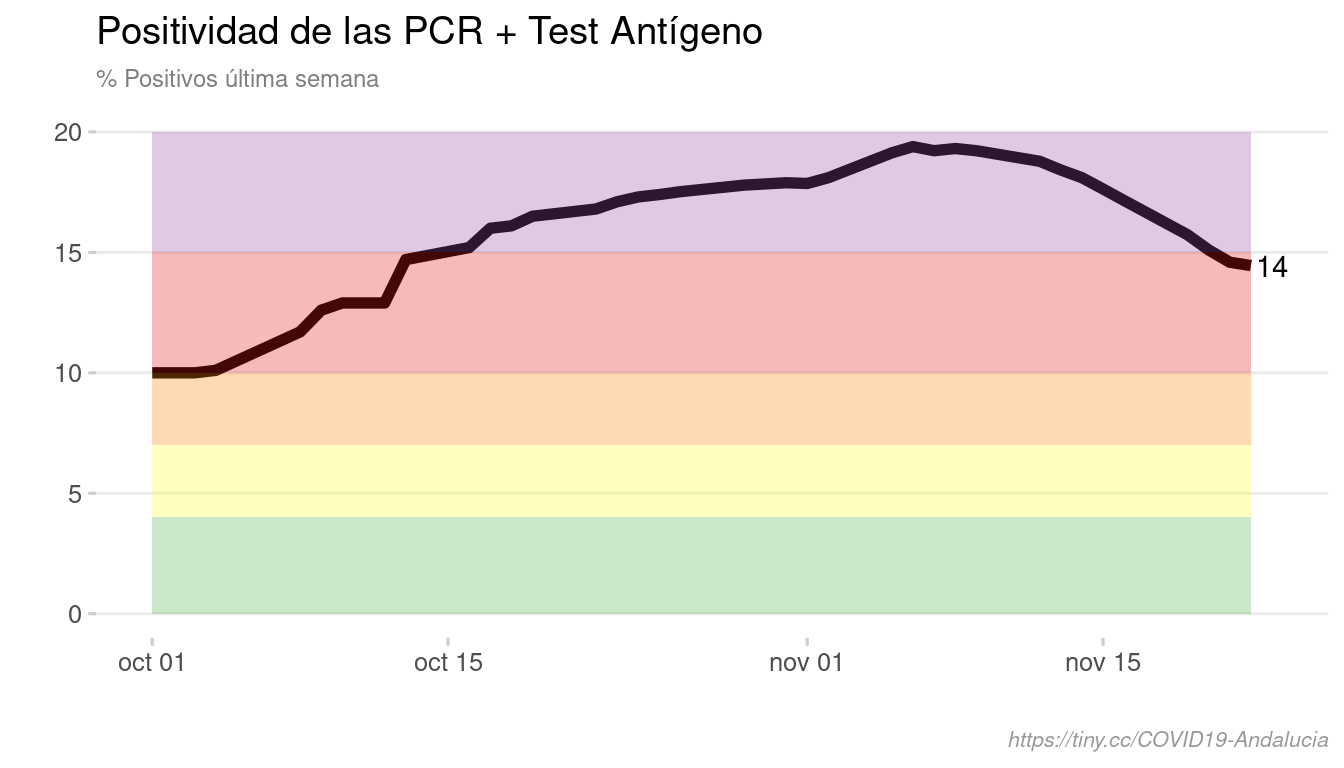 Positividad de las PCR + Test Antígeno
% Positivos última semana
20
15
14
10
5
0
oct 01
oct 15
nov 01
nov 15
https://tiny.cc/COVID19-Andalucia